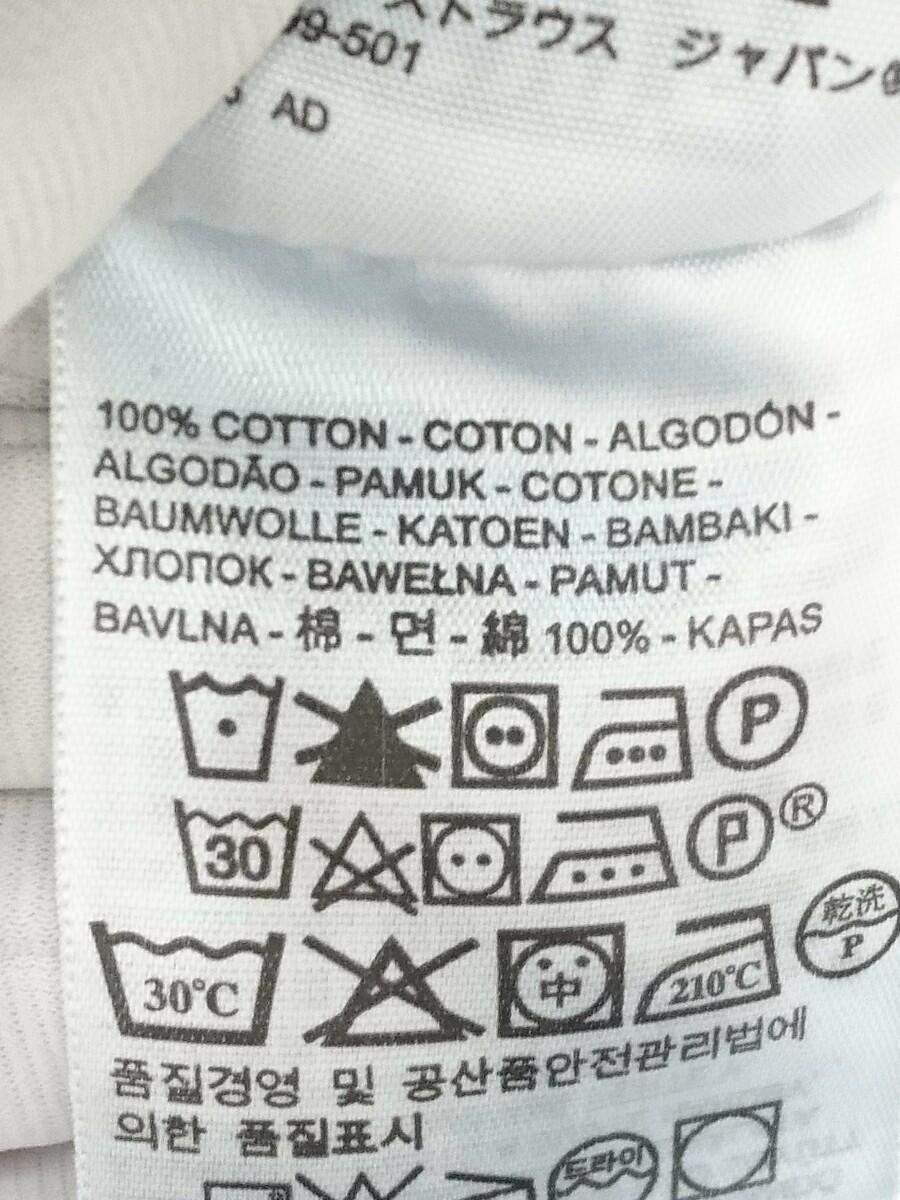 ストラウス ジャパン
9-501
AD
100% COTTON - COTON - ALGODÓN -
ALGODÃO - PAMUK - COTONE -
BAUMWOLLE - KATOEN - BAMBAKI -
ХЛОПОК - BAWEŁNA - PAMUT -
BAVLNA - 棉 - 면 - 綿 100% - KAPAS
P
30 P ®
30°C 中 210°C 乾洗 P
품질경영 및 공산품안전관리법에
의한 품질표시
드라이